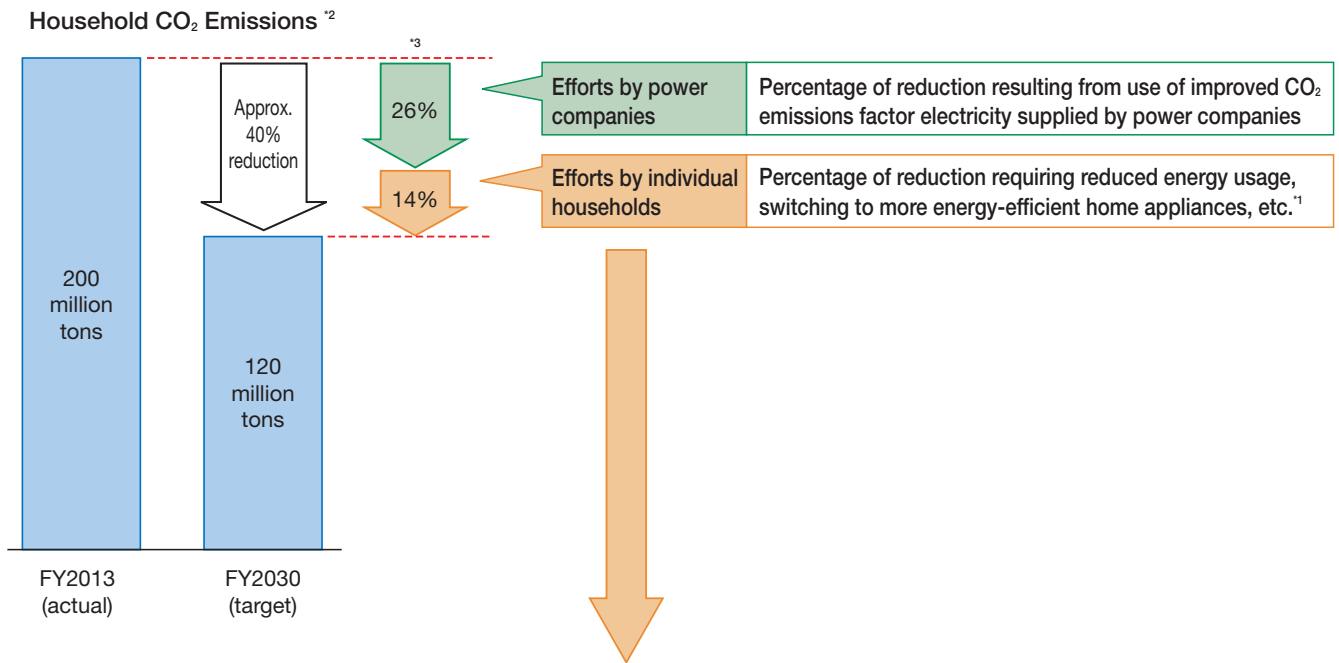 Household CO₂ Emissions *2
*3
Approx.
40%
reduction
26%
14%
Efforts by power
companies
Percentage of reduction resulting from use of improved CO₂
emissions factor electricity supplied by power companies
Efforts by individual
households
Percentage of reduction requiring reduced energy usage,
switching to more energy-efficient home appliances, etc.*1
200
million
tons
120
million
tons
FY2013
(actual)
FY2030
(target)